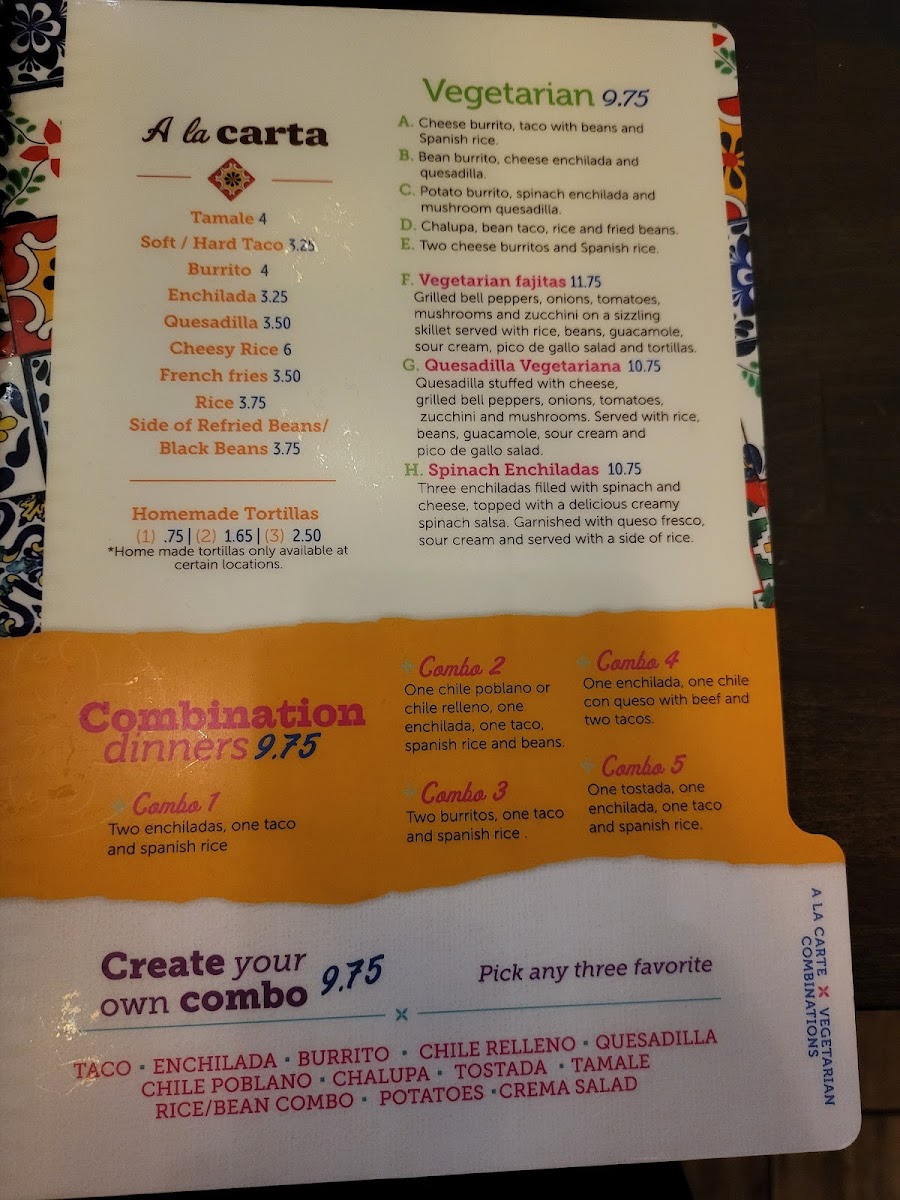 A la carta
Tamale 4
Soft / Hard Taco 3.25
Burrito 4
Enchilada 3.25
Quesadilla 3.50
Cheesy Rice 6
French fries 3.50
Rice 3.75
Side of Refried Beans/
Black Beans 3.75
Homemade Tortillas
(1) .75 | (2) 1.65 | (3) 2.50
*Home made tortillas only available at
certain locations.
Vegetarian 9.75
A. Cheese burrito, taco with beans and
Spanish rice.
B. Bean burrito, cheese enchilada and
quesadilla.
C. Potato burrito, spinach enchilada and
mushroom quesadilla.
D. Chalupa, bean taco, rice and fried beans.
E. Two cheese burritos and Spanish rice.
F. Vegetarian fajitas 11.75
Grilled bell peppers, onions, tomatoes,
mushrooms and zucchini on a sizzling
skillet served with rice, beans, guacamole,
sour cream, pico de gallo salad and tortillas.
G. Quesadilla Vegetariana 10.75
Quesadilla stuffed with cheese,
grilled bell peppers, onions, tomatoes,
zucchini and mushrooms. Served with rice,
beans, guacamole, sour cream and
pico de gallo salad.
H. Spinach Enchiladas 10.75
Three enchiladas filled with spinach and
cheese, topped with a delicious creamy
spinach salsa. Garnished with queso fresco,
sour cream and served with a side of rice.
Combination
dinners 9.75
Combo 1
Two enchiladas, one taco
and spanish rice
Combo 2
One chile poblano or
chile relleno, one
enchilada, one taco,
spanish rice and beans.
Combo 3
Two burritos, one taco
and spanish rice .
Combo 4
One enchilada, one chile
con queso with beef and
two tacos.
Combo 5
One tostada, one
enchilada, one taco
and spanish rice.
Create your
own combo 9.75
Pick any three favorite
TACO · ENCHILADA · BURRITO · CHILE RELLENO · QUESADILLA
CHILE POBLANO · CHALUPA · TOSTADA · TAMALE
RICE/BEAN COMBO · POTATOES · CREMA SALAD
A LA CARTE × VEGETARIAN
COMBINATIONS